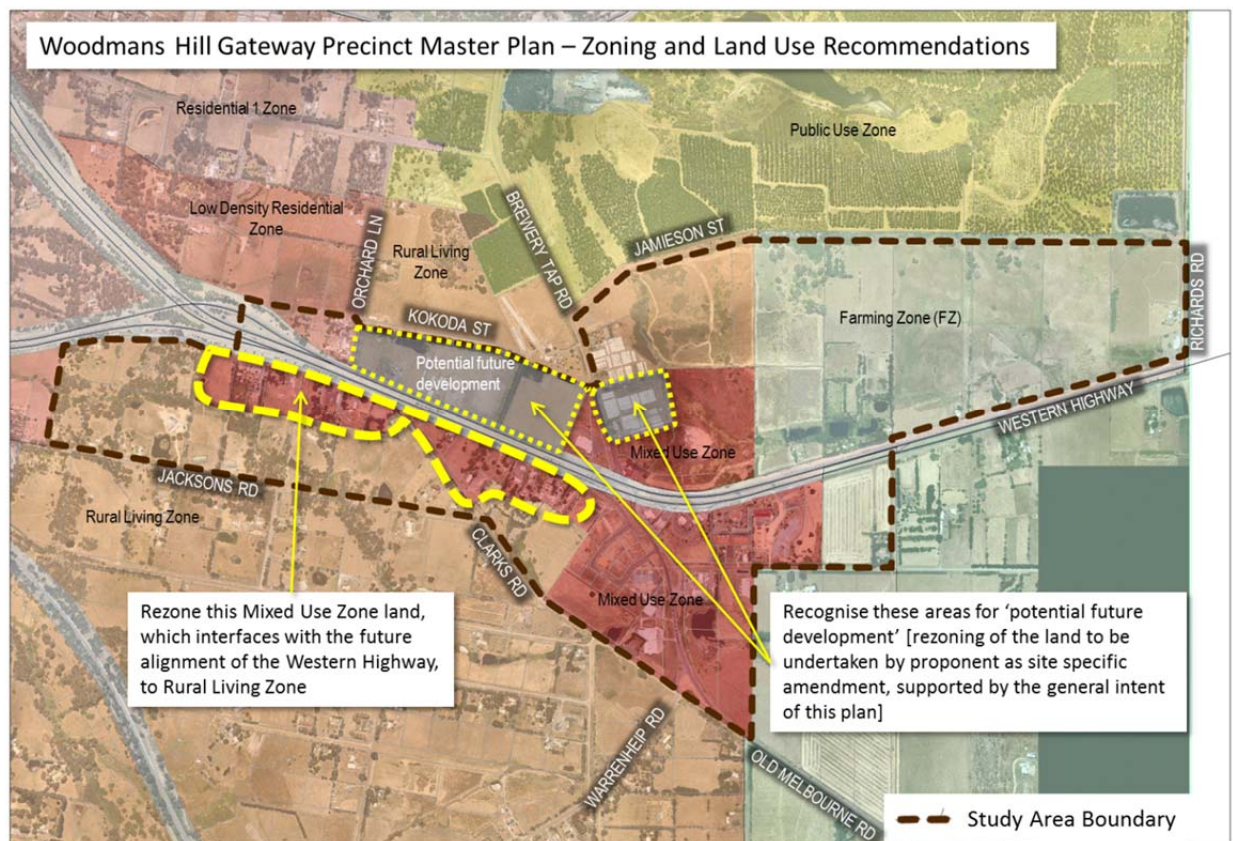 Woodmans Hill Gateway Precinct Master Plan – Zoning and Land Use Recommendations
Residential 1 Zone
Public Use Zone
Low Density Residential
Zone
ORCHARD LN
Rural Living
Zone
BREWERY TAP RD
JAMIESON ST
KOKODA ST
Farming Zone (FZ)
RICHARDS RD
Potential future
development
WESTERN HIGHWAY
Mixed Use Zone
JACKSONS RD
Rural Living Zone
CLARKS RD
Mixed Use Zone
Rezone this Mixed Use Zone land,
which interfaces with the future
alignment of the Western Highway,
to Rural Living Zone
Recognise these areas for ‘potential future
development’ [rezoning of the land to be
undertaken by proponent as site specific
amendment, supported by the general intent
of this plan]
WARRENHEIP RD
OLD MELBOURNE RD
Study Area Boundary